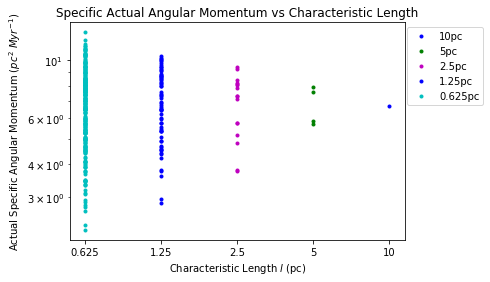 Specific Actual Angular Momentum vs Characteristic Length
Actual Specific Angular Momentum (pc² Myr⁻¹)
10¹
6 × 10⁰
4 × 10⁰
3 × 10⁰
0.625
1.25
2.5
5
10
Characteristic Length l (pc)
10pc
5pc
2.5pc
1.25pc
0.625pc